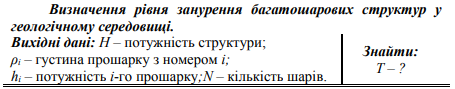 Визначення рівня занурення багатошарових структур у
геологічному середовищі.
Вихідні дані: H – потужність структури;
ρi – густина прошарку з номером i;
hi – потужність i-го прошарку;N – кількість шарів.
Знайти:
T – ?